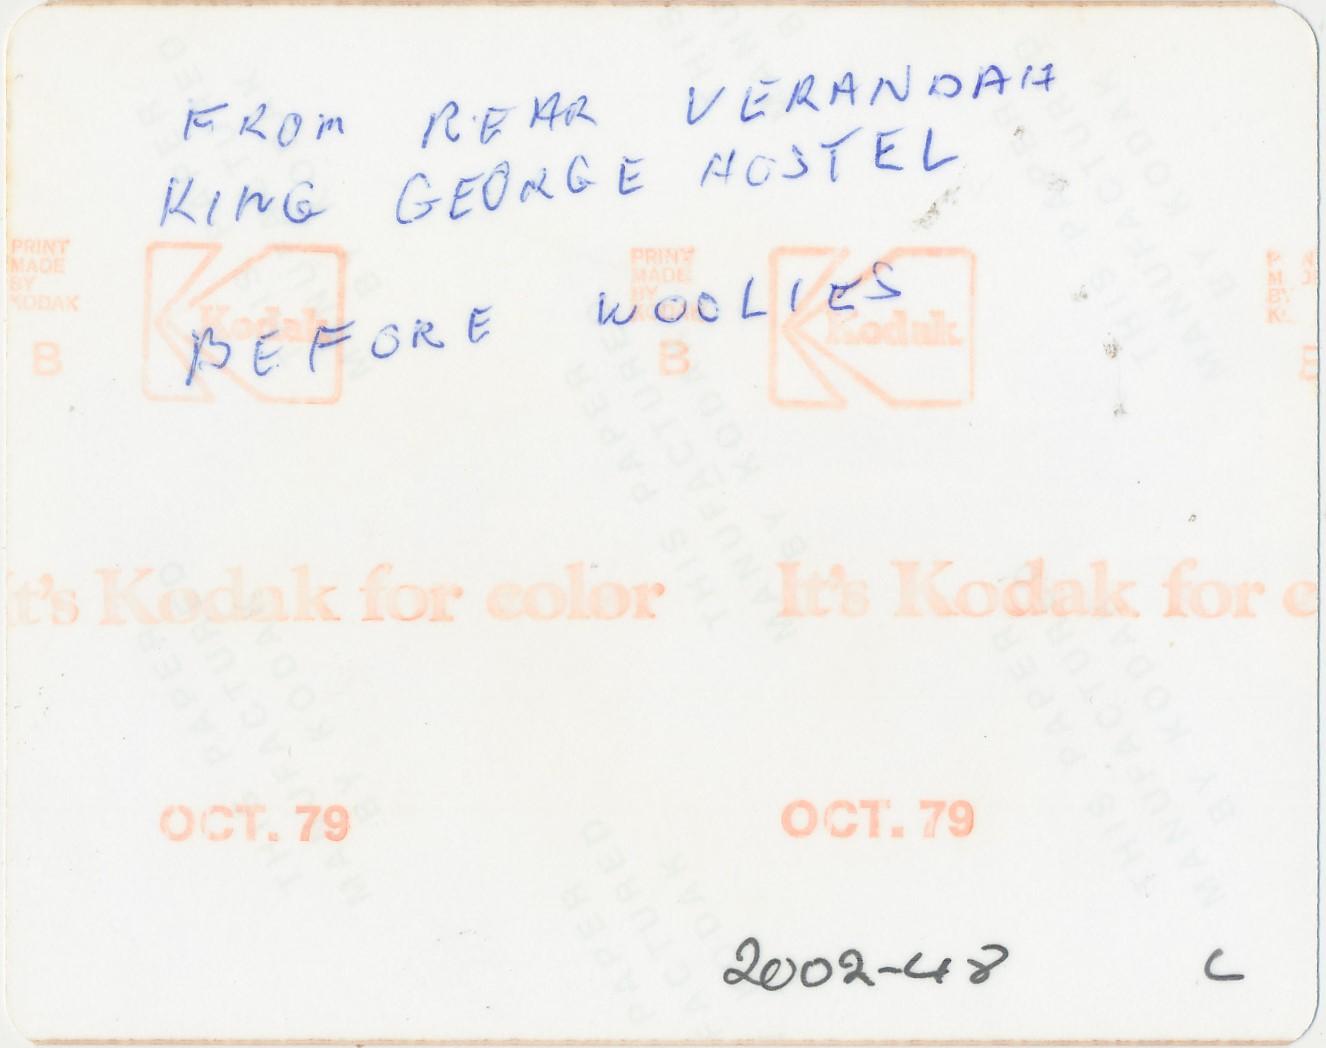 FROM REAR VERANDAH
KING GEORGE HOSTEL
BEFORE WOOLIES
PRINT MADE BY KODAK
B
Kodak
PRINT MADE BY KODAK
B
Kodak
It's Kodak for color It's Kodak for c
OCT. 79 OCT. 79
2002-48 C
THIS PAPER
MANUFACTURED
BY KODAK